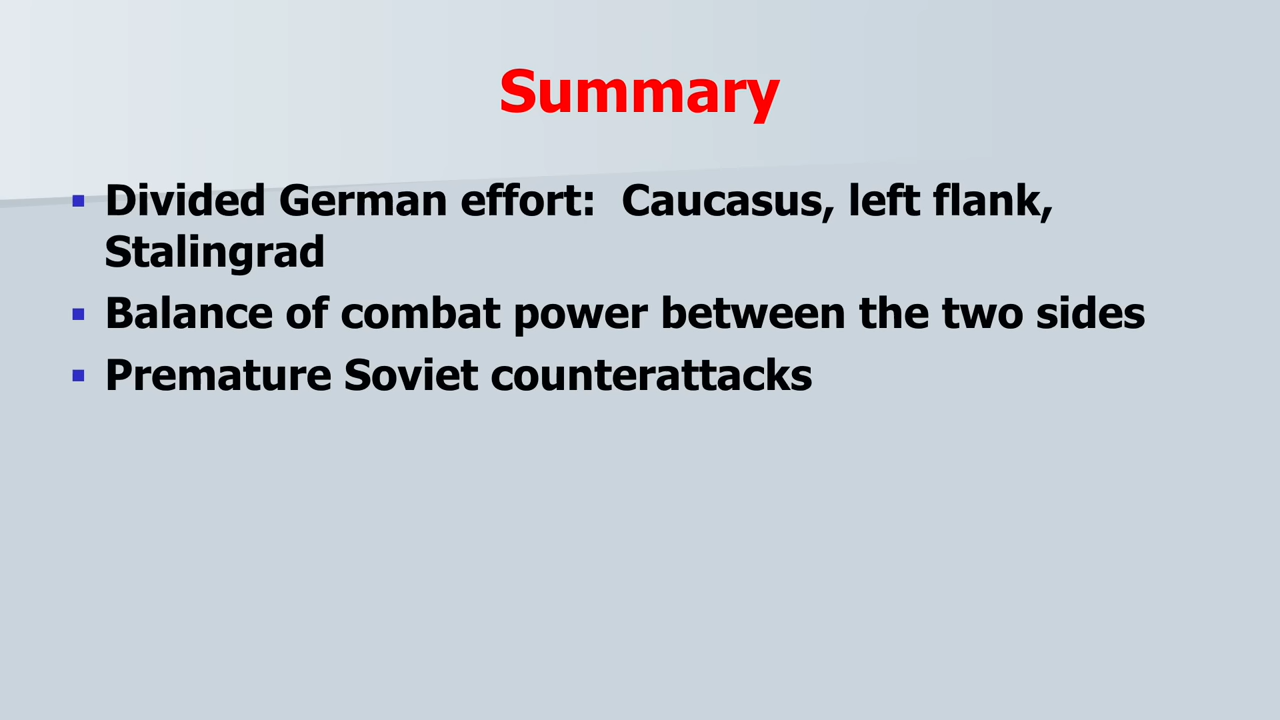 Summary
▪ Divided German effort:  Caucasus, left flank,
Stalingrad
▪ Balance of combat power between the two sides
▪ Premature Soviet counterattacks